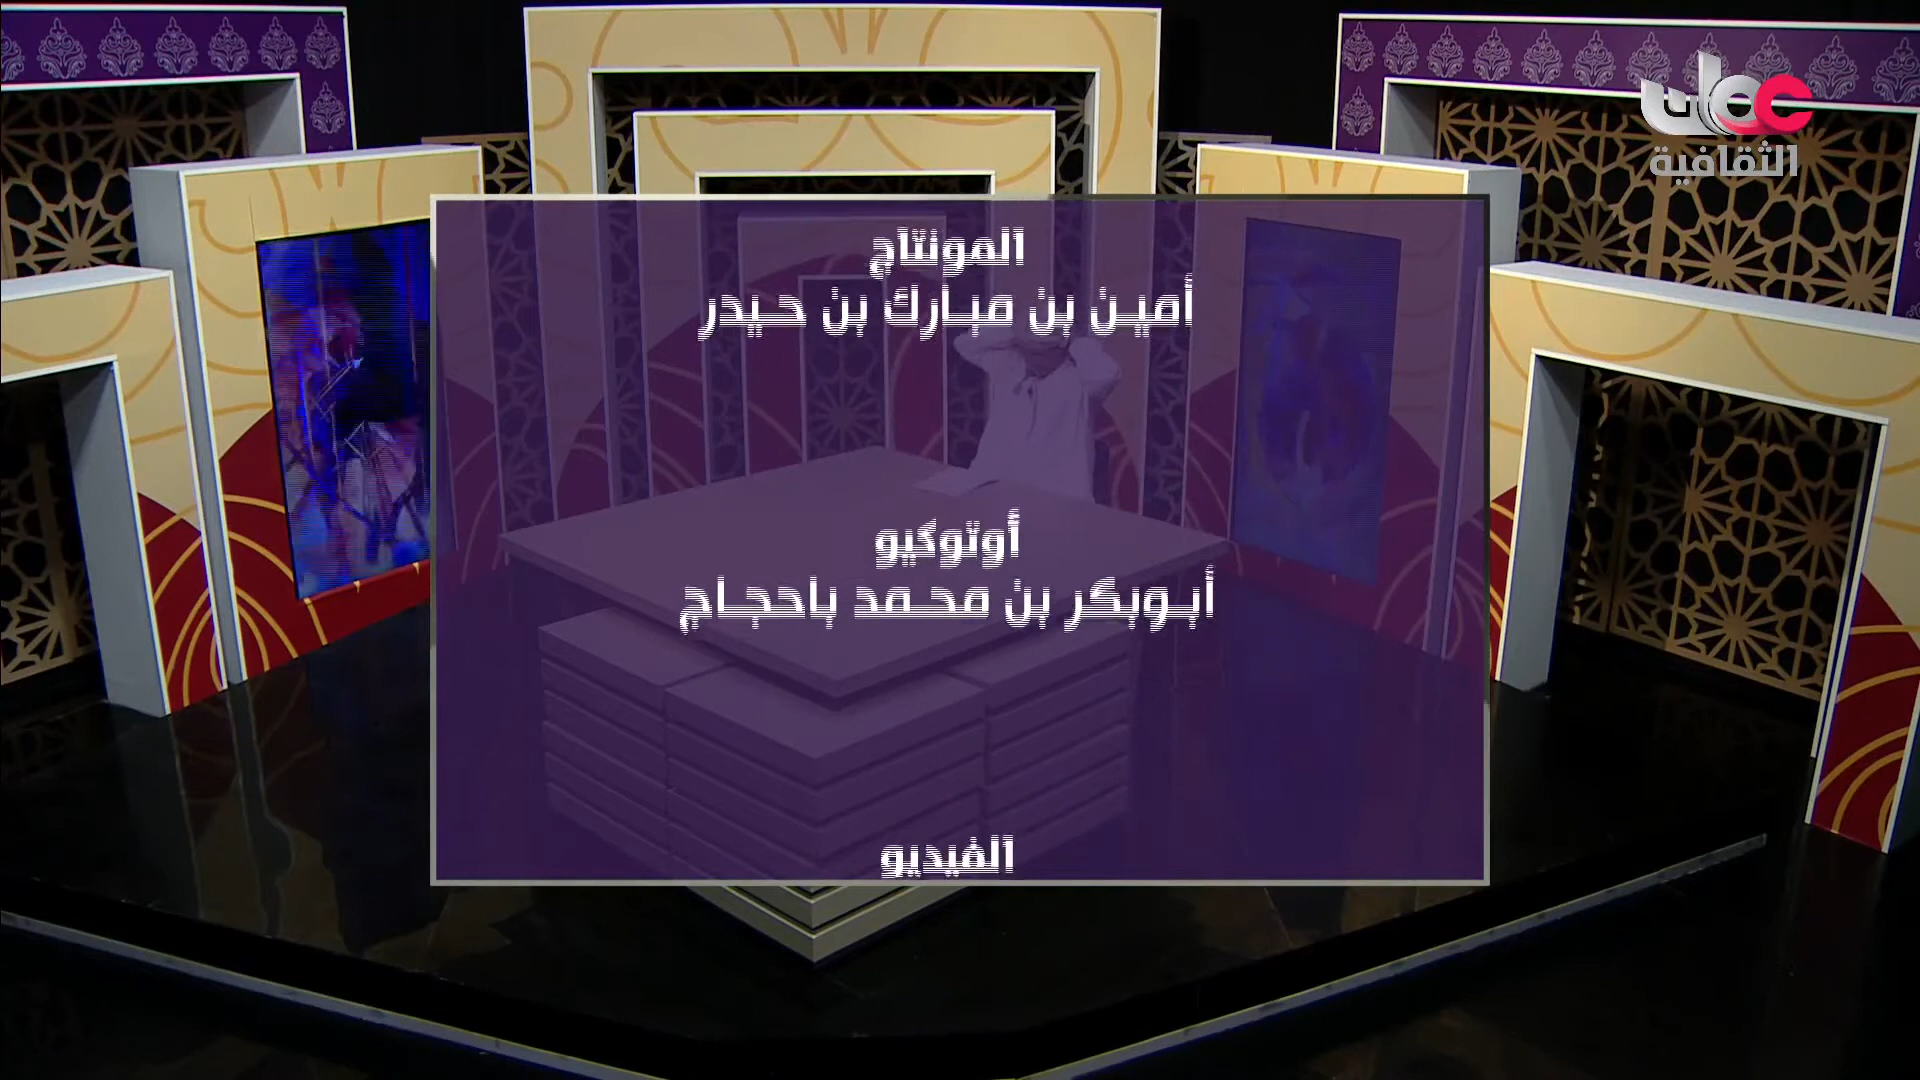 عمان
الثقافية
المونتاج
أمين بن مبارك بن حيدر
أوتوكيو
أبوبكر بن محمد باحجاج
الفيديو